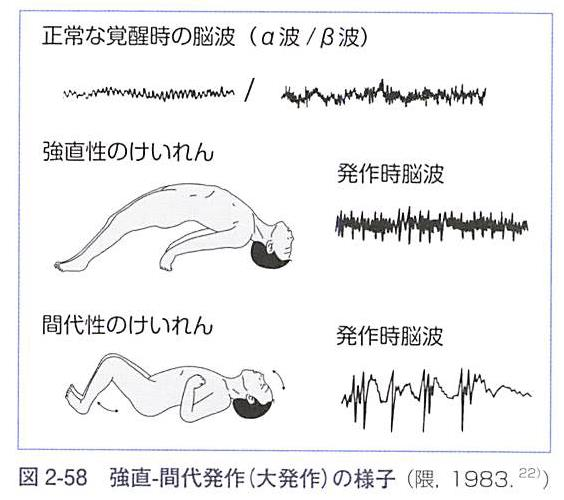 正常な覚醒時の脳波（α波/β波）
/
強直性のけいれん
発作時脳波
間代性のけいれん
発作時脳波
図2-58 強直-間代発作（大発作）の様子（隈，1983.22））